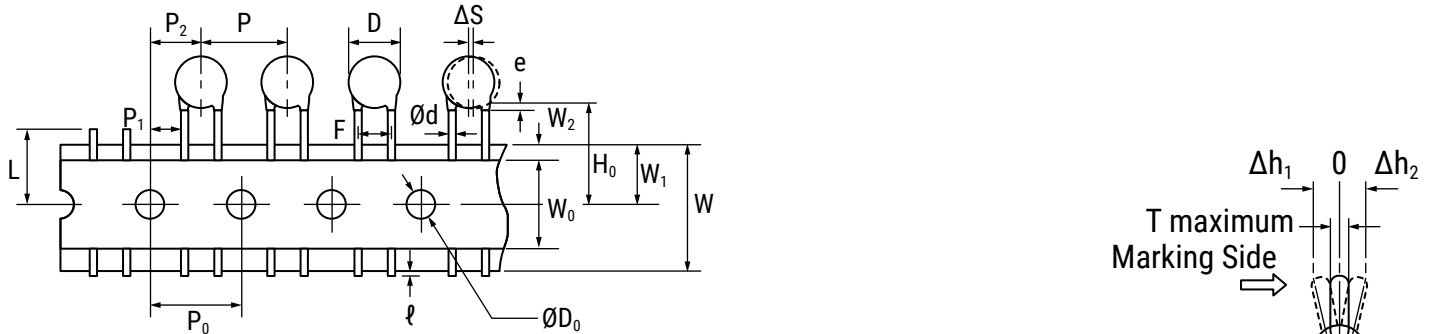 P₂ P D ΔS
e
P₁ F Ød W₂
L H₀ W₁
W₀ W
P₀ ℓ ØD₀
Δh₁ 0 Δh₂
T maximum
Marking Side